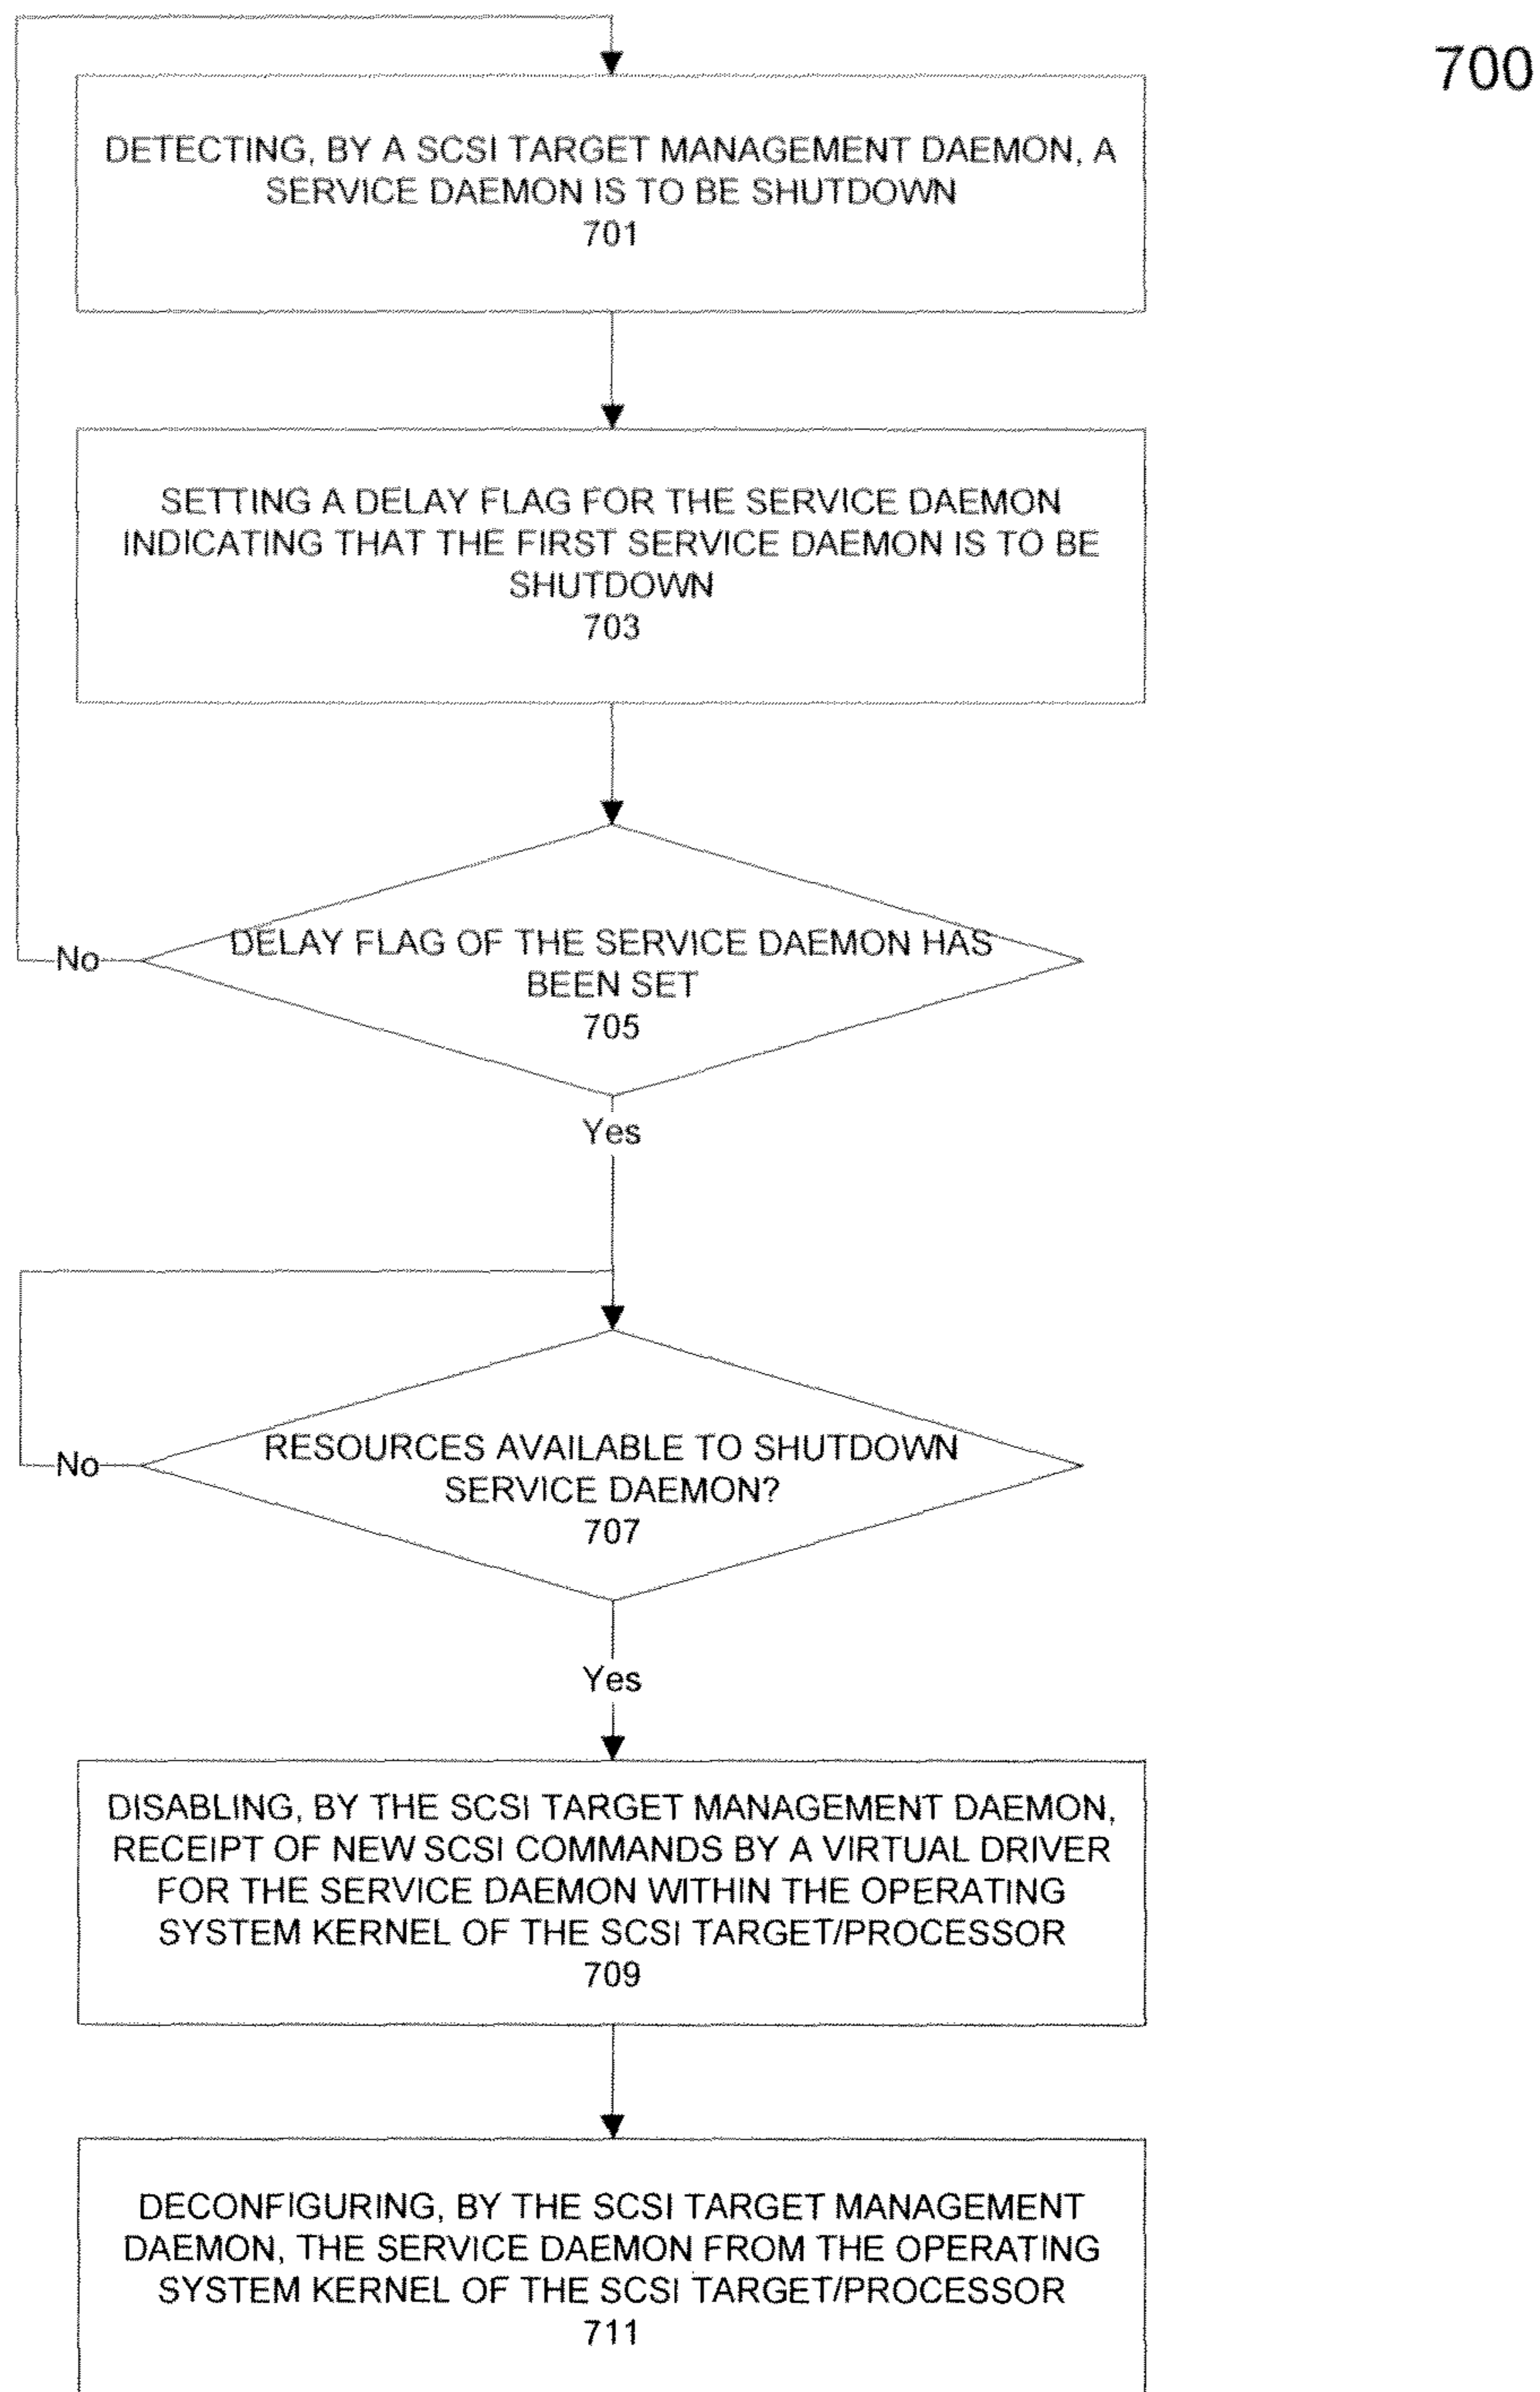 700
DETECTING, BY A SCSI TARGET MANAGEMENT DAEMON, A
SERVICE DAEMON IS TO BE SHUTDOWN
701
SETTING A DELAY FLAG FOR THE SERVICE DAEMON
INDICATING THAT THE FIRST SERVICE DAEMON IS TO BE
SHUTDOWN
703
DELAY FLAG OF THE SERVICE DAEMON HAS
BEEN SET
705
No
Yes
RESOURCES AVAILABLE TO SHUTDOWN
SERVICE DAEMON?
707
No
Yes
DISABLING, BY THE SCSI TARGET MANAGEMENT DAEMON,
RECEIPT OF NEW SCSI COMMANDS BY A VIRTUAL DRIVER
FOR THE SERVICE DAEMON WITHIN THE OPERATING
SYSTEM KERNEL OF THE SCSI TARGET/PROCESSOR
709
DECONFIGURING, BY THE SCSI TARGET MANAGEMENT
DAEMON, THE SERVICE DAEMON FROM THE OPERATING
SYSTEM KERNEL OF THE SCSI TARGET/PROCESSOR
711